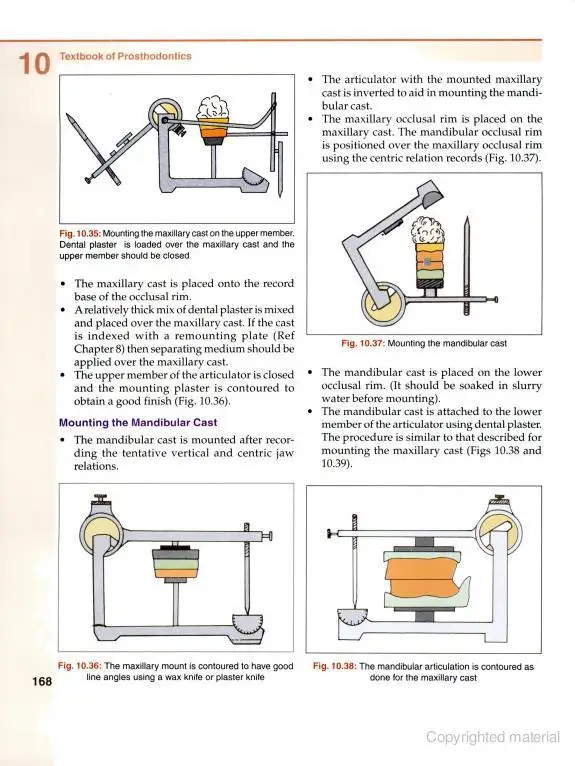 10
Textbook of Prosthodontics
Fig. 10.35: Mounting the maxillary cast on the upper member.
Dental plaster is loaded over the maxillary cast and the
upper member should be closed
• The maxillary cast is placed onto the record
base of the occlusal rim.
• A relatively thick mix of dental plaster is mixed
and placed over the maxillary cast. If the cast
is indexed with a remounting plate (Ref
Chapter 8) then separating medium should be
applied over the maxillary cast.
• The upper member of the articulator is closed
and the mounting plaster is contoured to
obtain a good finish (Fig. 10.36).
Mounting the Mandibular Cast
• The mandibular cast is mounted after recor-
ding the tentative vertical and centric jaw
relations.
• The articulator with the mounted maxillary
cast is inverted to aid in mounting the mandi-
bular cast.
• The maxillary occlusal rim is placed on the
maxillary cast. The mandibular occlusal rim
is positioned over the maxillary occlusal rim
using the centric relation records (Fig. 10.37).
Fig. 10.37: Mounting the mandibular cast
• The mandibular cast is placed on the lower
occlusal rim. (It should be soaked in slurry
water before mounting).
• The mandibular cast is attached to the lower
member of the articulator using dental plaster.
The procedure is similar to that described for
mounting the maxillary cast (Figs 10.38 and
10.39).
Fig. 10.36: The maxillary mount is contoured to have good
line angles using a wax knife or plaster knife
Fig. 10.38: The mandibular articulation is contoured as
done for the maxillary cast
168
Copyrighted material